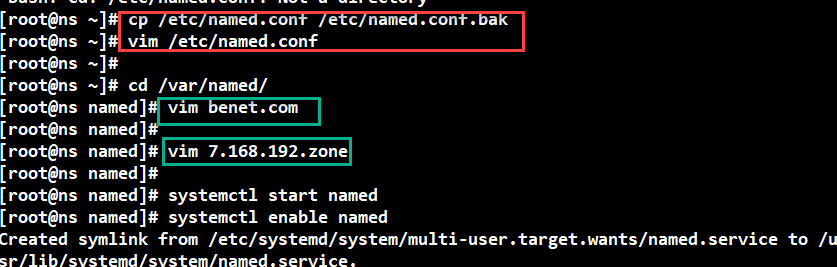 bash: cd: /etc/named.conf: Not a directory
[root@ns ~]# cp /etc/named.conf /etc/named.conf.bak
[root@ns ~]# vim /etc/named.conf
[root@ns ~]#
[root@ns ~]# cd /var/named/
[root@ns named]# vim benet.com
[root@ns named]#
[root@ns named]# vim 7.168.192.zone
[root@ns named]#
[root@ns named]# systemctl start named
[root@ns named]# systemctl enable named
Created symlink from /etc/systemd/system/multi-user.target.wants/named.service to /u
sr/lib/systemd/system/named.service.